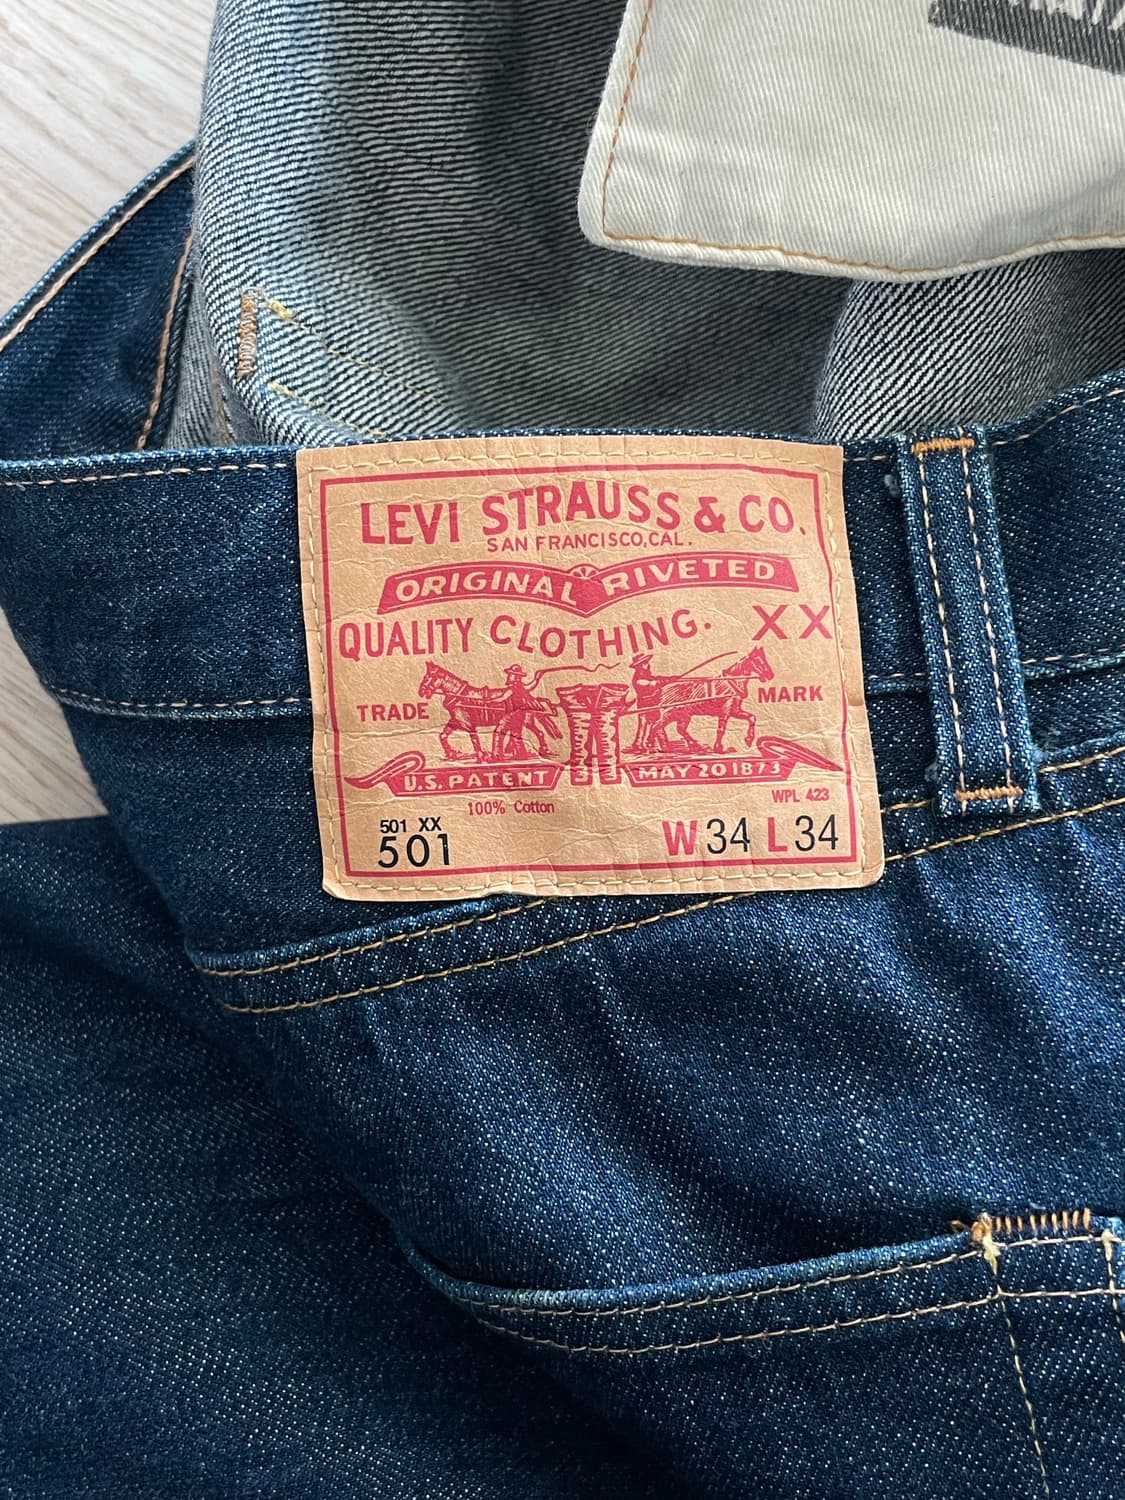 LEVI STRAUSS & CO.
SAN FRANCISCO, CAL.
ORIGINAL RIVETED
QUALITY CLOTHING. XX
TRADE MARK
U.S. PATENT MAY 20 1873
100% Cotton WPL 423
501 XX
501 W34 L34